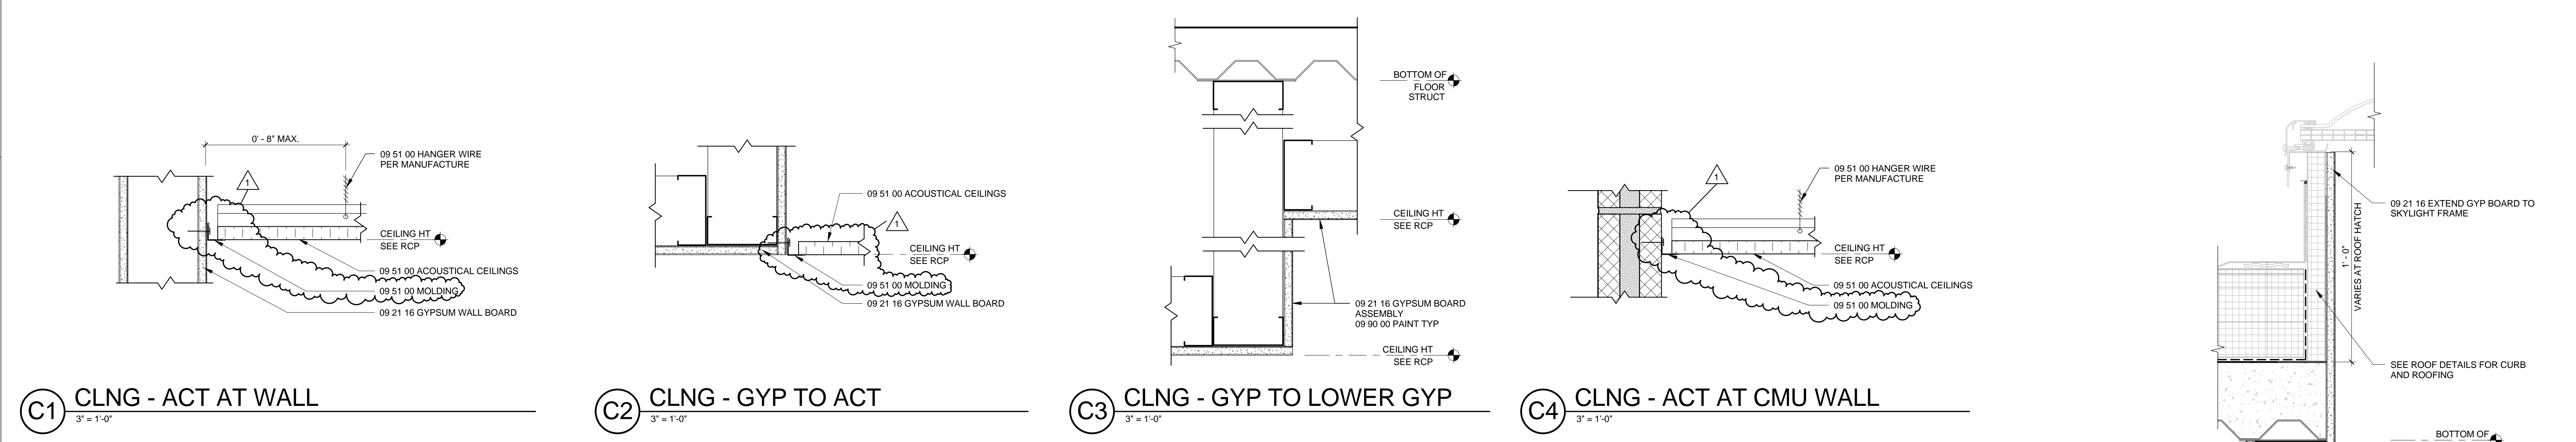 0' - 8" MAX.
09 51 00 HANGER WIRE
PER MANUFACTURE
1
CEILING HT
SEE RCP
09 51 00 ACOUSTICAL CEILINGS
09 51 00 MOLDING
09 21 16 GYPSUM WALL BOARD
C1
CLNG - ACT AT WALL
3" = 1'-0"
09 51 00 ACOUSTICAL CEILINGS
1
CEILING HT
SEE RCP
09 51 00 MOLDING
09 21 16 GYPSUM WALL BOARD
C2
CLNG - GYP TO ACT
3" = 1'-0"
BOTTOM OF
FLOOR
STRUCT
CEILING HT
SEE RCP
09 21 16 GYPSUM BOARD
ASSEMBLY
09 90 00 PAINT TYP
CEILING HT
SEE RCP
C3
CLNG - GYP TO LOWER GYP
3" = 1'-0"
1
09 51 00 HANGER WIRE
PER MANUFACTURE
CEILING HT
SEE RCP
09 51 00 ACOUSTICAL CEILINGS
09 51 00 MOLDING
C4
CLNG - ACT AT CMU WALL
3" = 1'-0"
09 21 16 EXTEND GYP BOARD TO
SKYLIGHT FRAME
1' - 0"
VARIES AT ROOF HATCH
SEE ROOF DETAILS FOR CURB
AND ROOFING
BOTTOM OF